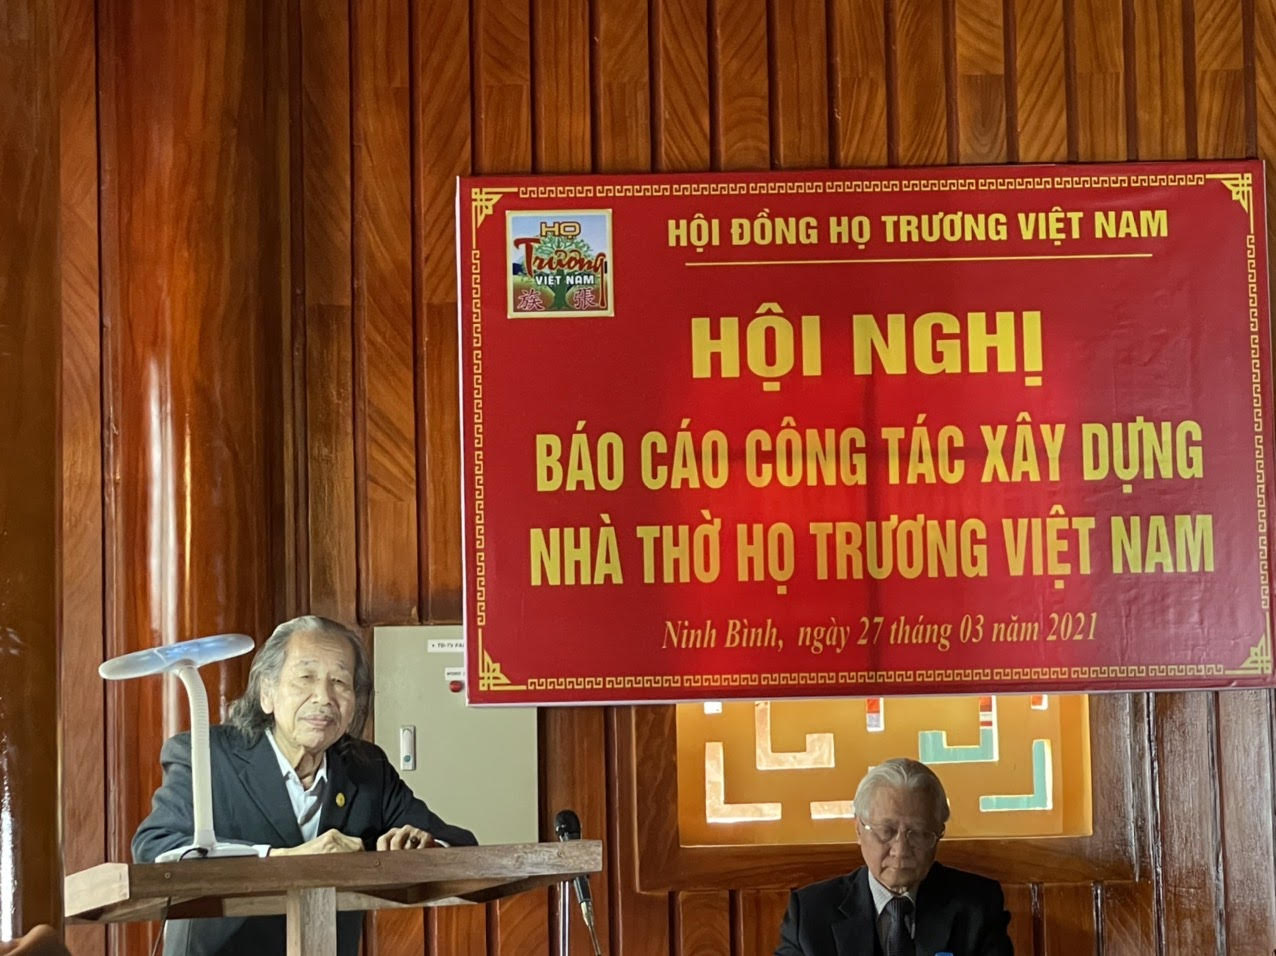 HỘI ĐỒNG HỌ TRƯƠNG VIỆT NAM
HỌ
Trương
VIỆT NAM
族 張
HỘI NGHỊ
BÁO CÁO CÔNG TÁC XÂY DỰNG
NHÀ THỜ HỌ TRƯƠNG VIỆT NAM
Ninh Bình, ngày 27 tháng 03 năm 2021